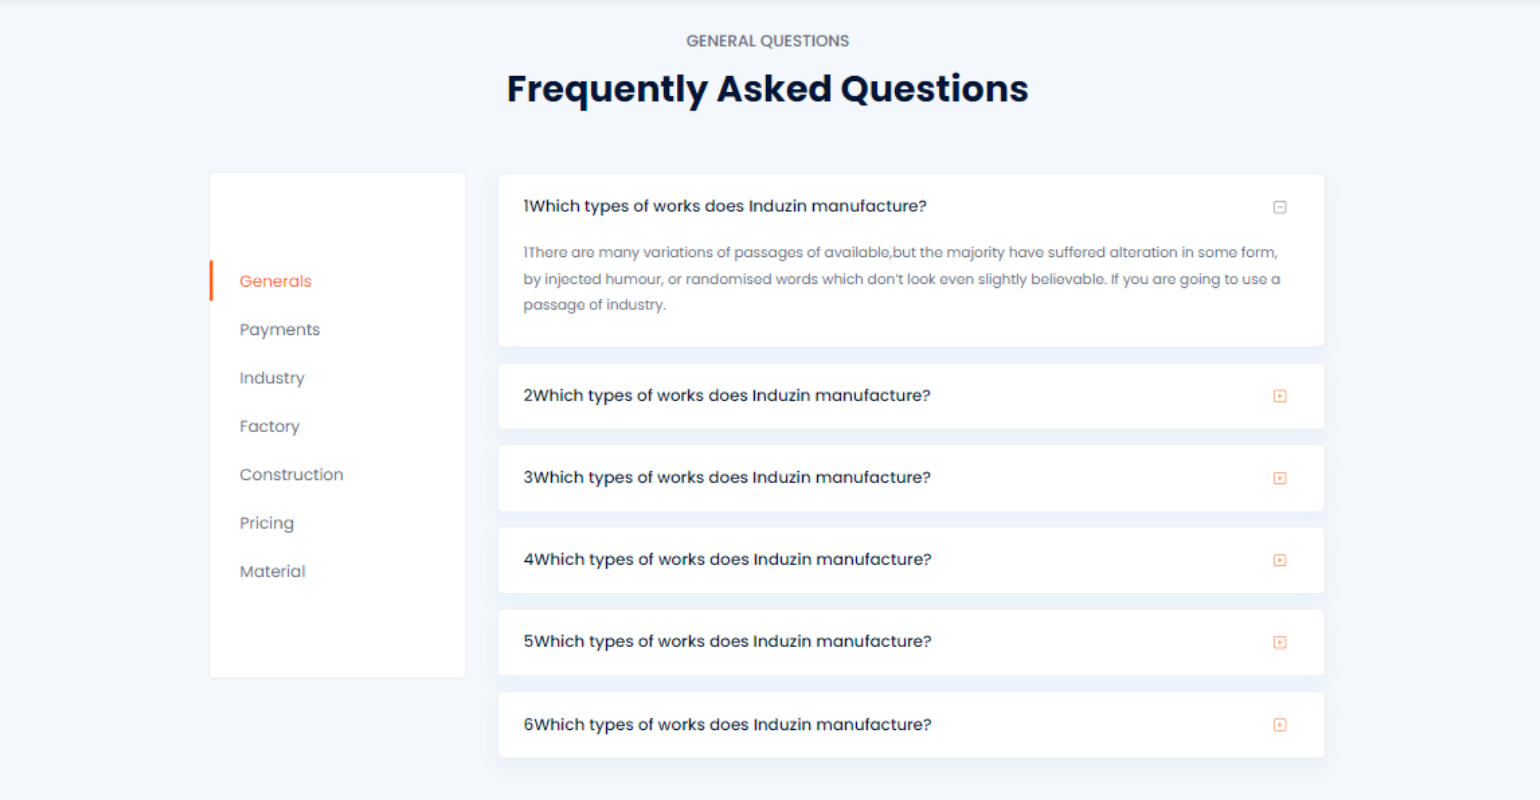 GENERAL QUESTIONS
Frequently Asked Questions
Generals
Payments
Industry
Factory
Construction
Pricing
Material
1Which types of works does Induzin manufacture?
1There are many variations of passages of available,but the majority have suffered alteration in some form,
by injected humour, or randomised words which don't look even slightly believable. If you are going to use a
passage of industry.
2Which types of works does Induzin manufacture?
3Which types of works does Induzin manufacture?
4Which types of works does Induzin manufacture?
5Which types of works does Induzin manufacture?
6Which types of works does Induzin manufacture?